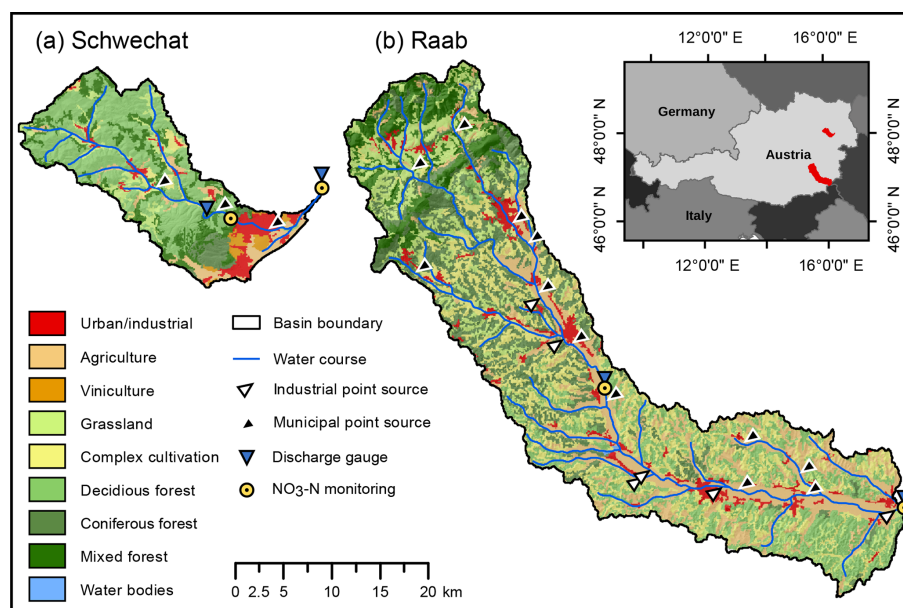 (a) Schwechat
(b) Raab
12°0'0" E 16°0'0" E
48°0'0" N
46°0'0" N
Germany
Austria
Italy
48°0'0" N
46°0'0" N
12°0'0" E 16°0'0" E
Urban/industrial
Agriculture
Viniculture
Grassland
Complex cultivation
Decidious forest
Coniferous forest
Mixed forest
Water bodies
Basin boundary
Water course
Industrial point source
Municipal point source
Discharge gauge
NO3-N monitoring
0 2.5 5 10 15 20 km